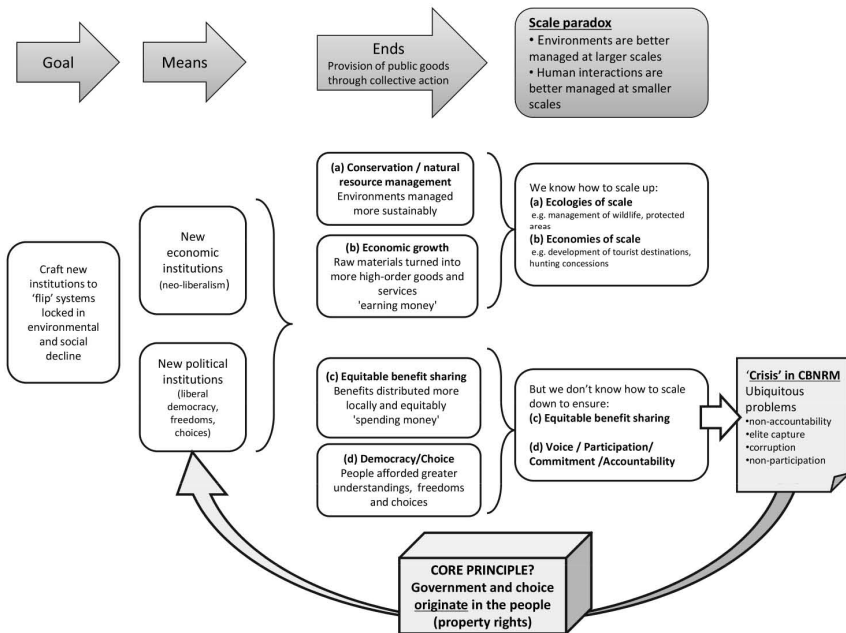 Goal
Means
Ends
Provision of public goods
through collective action
Scale paradox
• Environments are better
managed at larger scales
• Human interactions are
better managed at smaller
scales
Craft new
institutions to
‘flip’ systems
locked in
environmental
and social
decline
New
economic
institutions
(neo-liberalism)
New political
institutions
(liberal
democracy,
freedoms,
choices)
(a) Conservation / natural
resource management
Environments managed
more sustainably
(b) Economic growth
Raw materials turned into
more high-order goods and
services
'earning money'
(c) Equitable benefit sharing
Benefits distributed more
locally and equitably
'spending money'
(d) Democracy/Choice
People afforded greater
understandings, freedoms
and choices
We know how to scale up:
(a) Ecologies of scale
e.g. management of wildlife, protected
areas
(b) Economies of scale
e.g. development of tourist destinations,
hunting concessions
But we don’t know how to scale
down to ensure:
(c) Equitable benefit sharing
(d) Voice / Participation/
Commitment /Accountability
‘Crisis’ in CBNRM
Ubiquitous
problems
•non-accountability
•elite capture
•corruption
•non-participation
CORE PRINCIPLE?
Government and choice
originate in the people
(property rights)